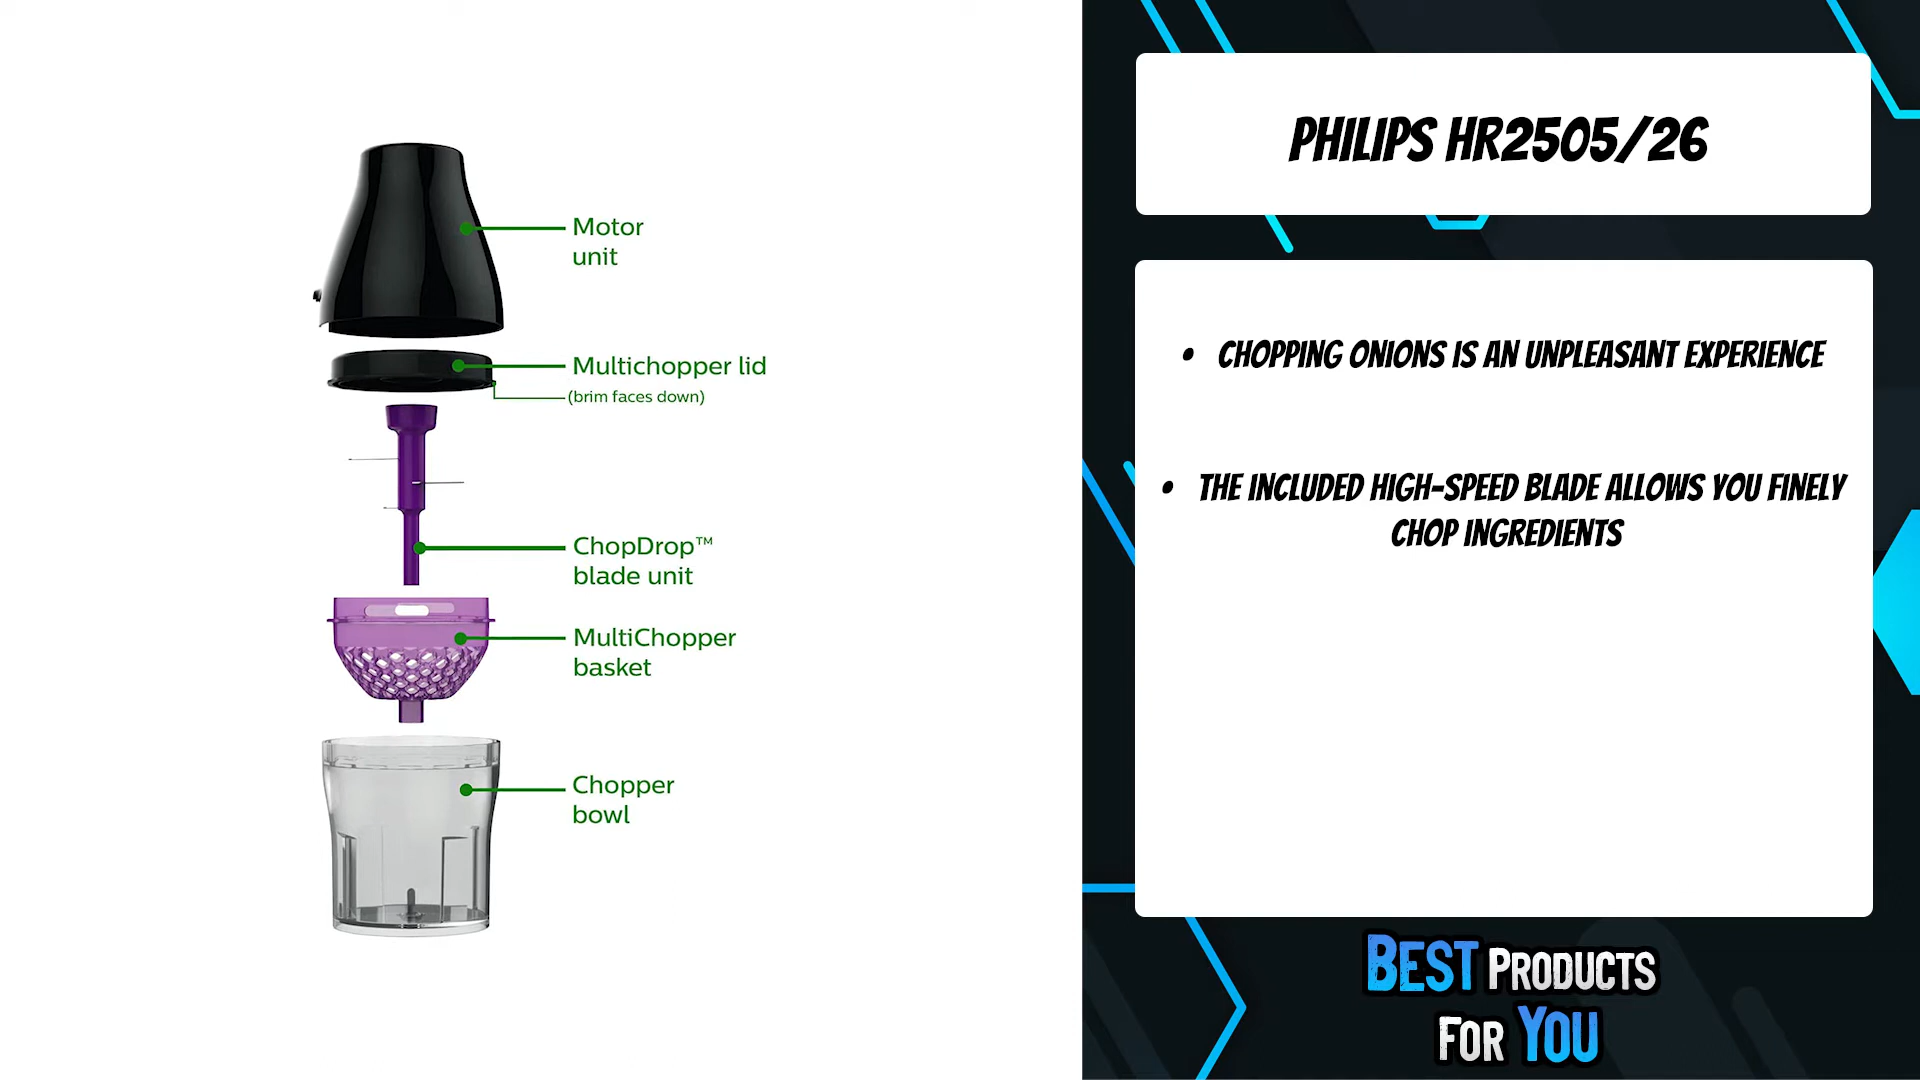 Motor
unit
Multichopper lid
(brim faces down)
ChopDrop™
blade unit
MultiChopper
basket
Chopper
bowl
PHILIPS HR2505/26
• CHOPPING ONIONS IS AN UNPLEASANT EXPERIENCE
• THE INCLUDED HIGH-SPEED BLADE ALLOWS YOU FINELY
CHOP INGREDIENTS
BEST PRODUCTS
FOR YOU